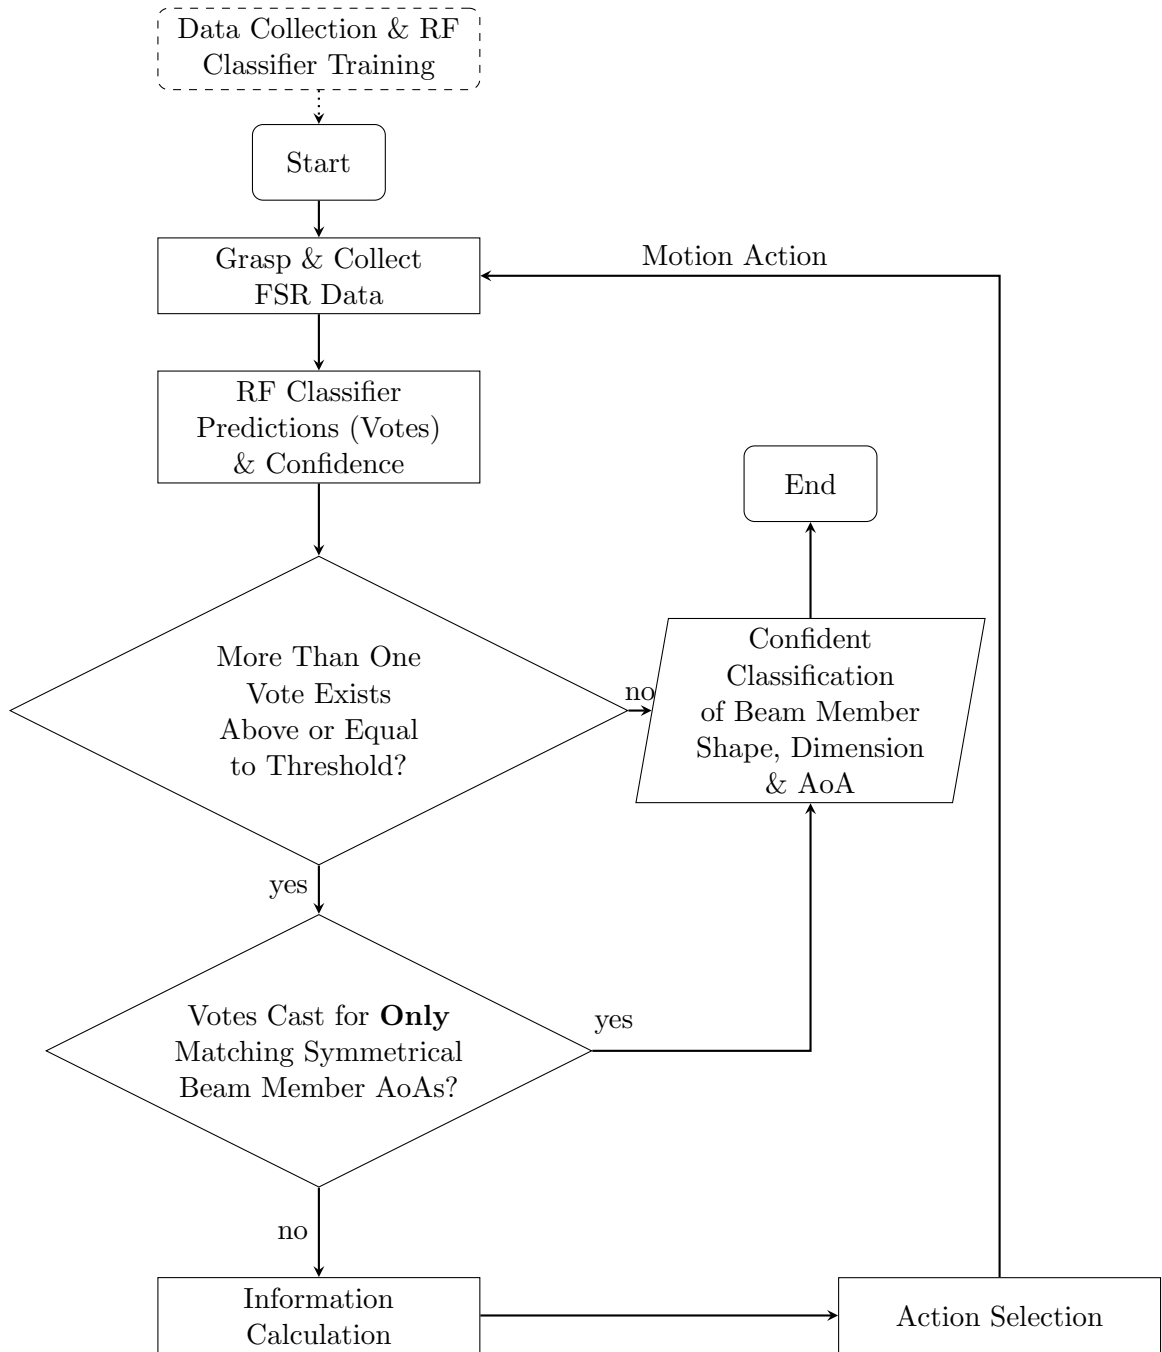 Data Collection & RF
Classifier Training
Start
Grasp & Collect
FSR Data
Motion Action
RF Classifier
Predictions (Votes)
& Confidence
End
More Than One
Vote Exists
Above or Equal
to Threshold?
no
Confident
Classification
of Beam Member
Shape, Dimension
& AoA
yes
Votes Cast for Only
Matching Symmetrical
Beam Member AoAs?
yes
no
Information
Calculation
Action Selection